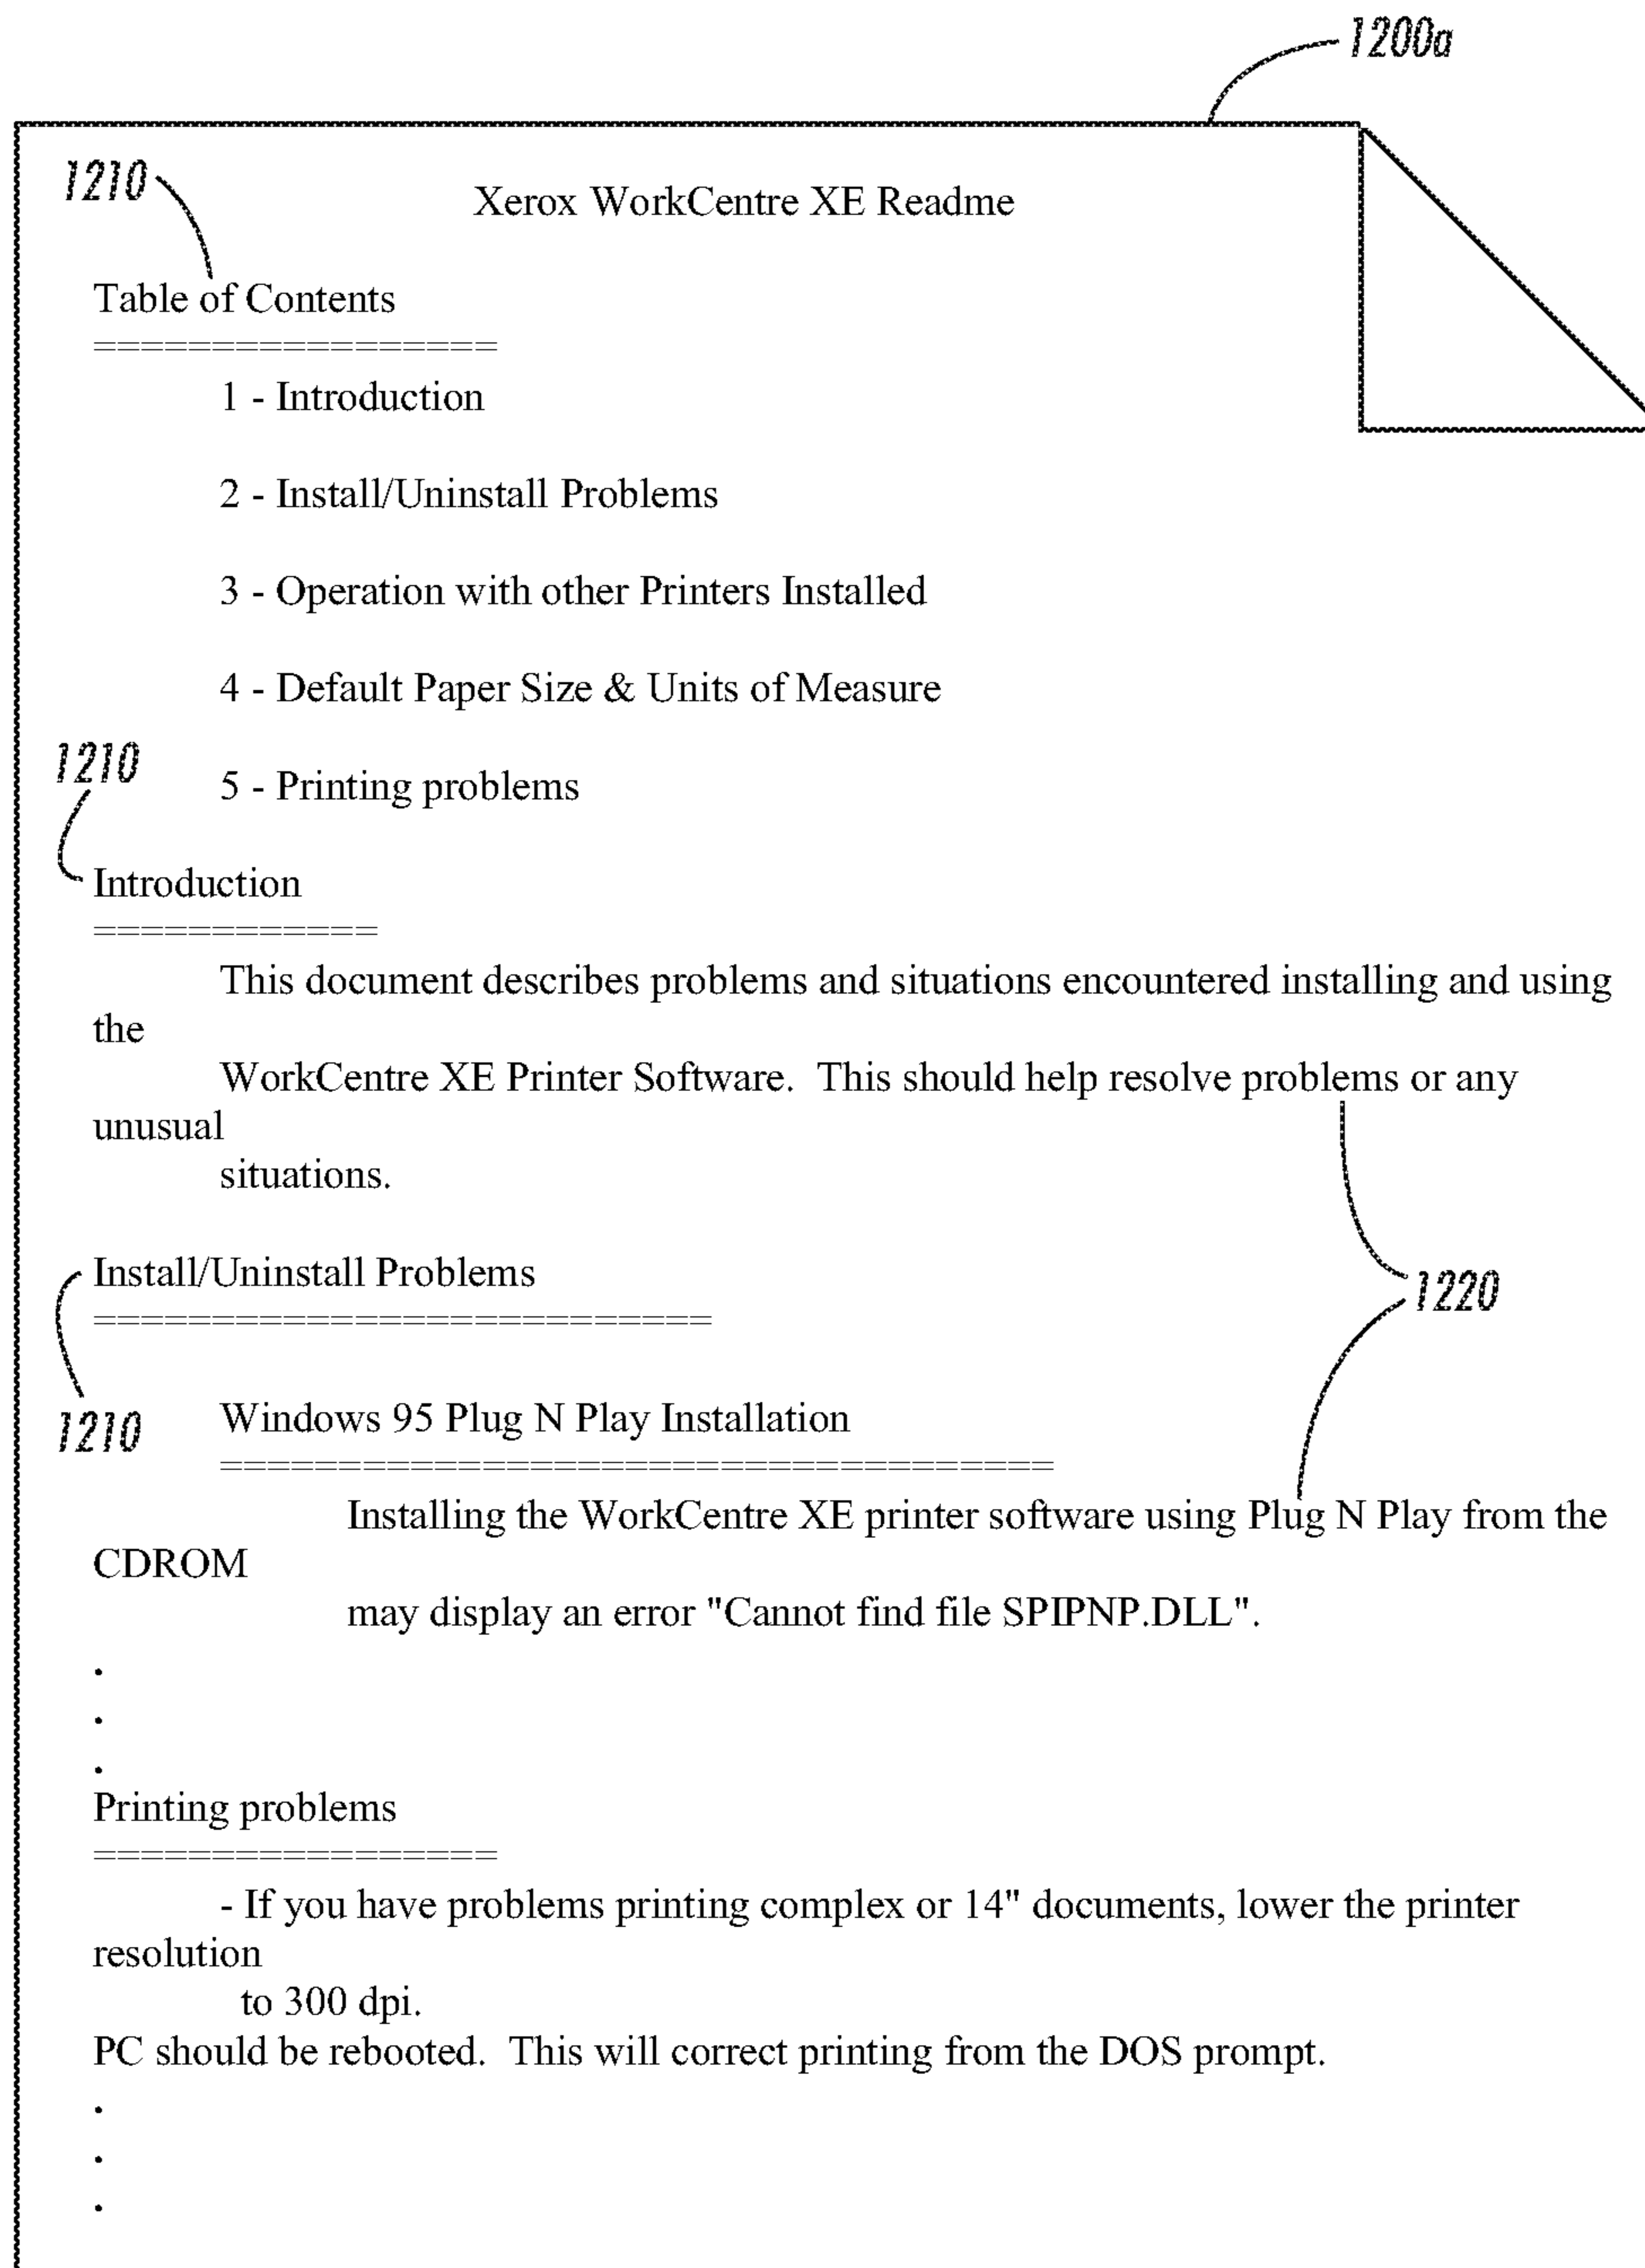 1200a
1210
Xerox WorkCentre XE Readme
Table of Contents
=================
1 - Introduction
2 - Install/Uninstall Problems
3 - Operation with other Printers Installed
4 - Default Paper Size & Units of Measure
1210
5 - Printing problems
Introduction
============
This document describes problems and situations encountered installing and using
the
WorkCentre XE Printer Software.  This should help resolve problems or any
unusual
situations.
Install/Uninstall Problems
==========================
1220
1210
Windows 95 Plug N Play Installation
===================================
Installing the WorkCentre XE printer software using Plug N Play from the
CDROM
may display an error "Cannot find file SPIPNP.DLL".
.
.
.
Printing problems
=================
- If you have problems printing complex or 14" documents, lower the printer
resolution
to 300 dpi.
PC should be rebooted.  This will correct printing from the DOS prompt.
.
.
.